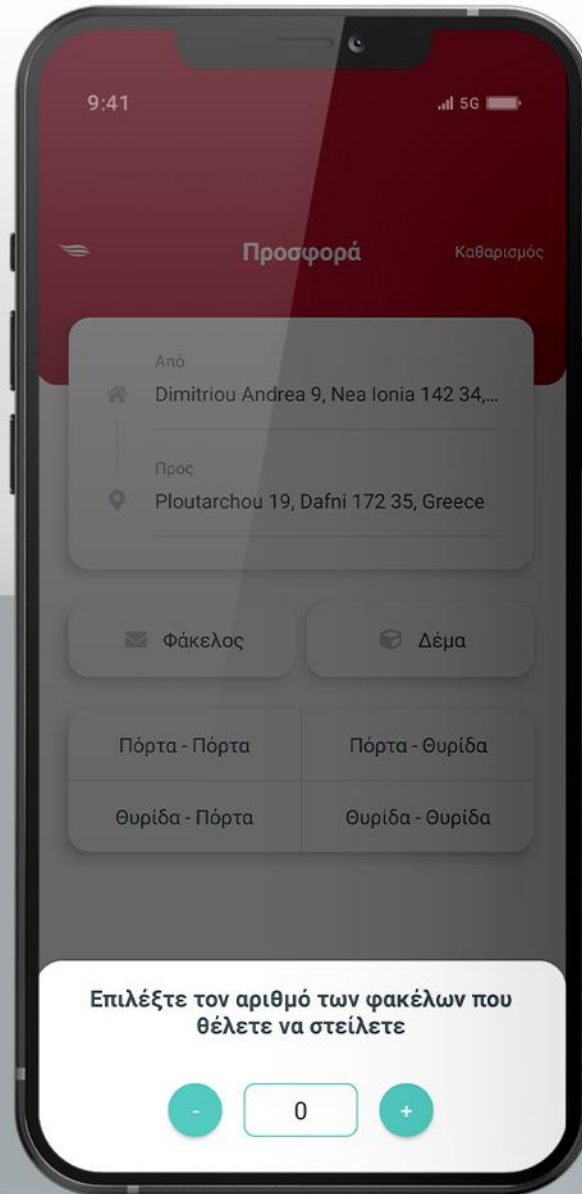 9:41
5G
Προσφορά
Καθαρισμός
Από
Dimitriou Andrea 9, Nea Ionia 142 34,...
Προς
Ploutarchou 19, Dafni 172 35, Greece
Φάκελος
Δέμα
Πόρτα - Πόρτα
Πόρτα - Θυρίδα
Θυρίδα - Πόρτα
Θυρίδα - Θυρίδα
Επιλέξτε τον αριθμό των φακέλων που
θέλετε να στείλετε
- 0 +